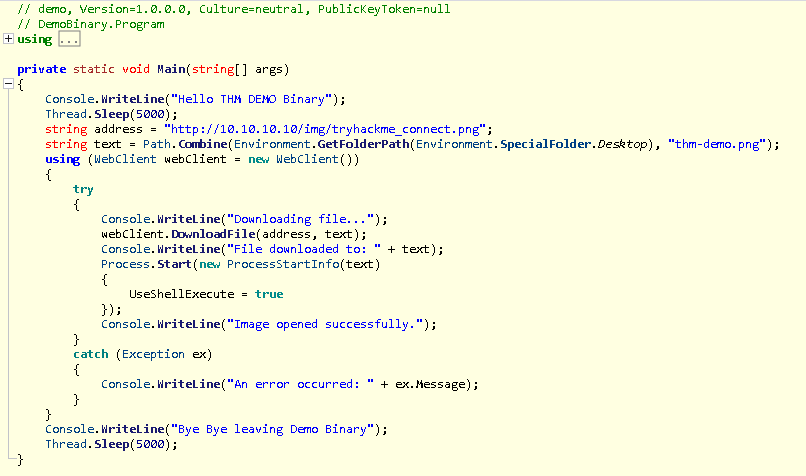 // demo, Version=1.0.0.0, Culture=neutral, PublicKeyToken=null
// DemoBinary.Program
using ...
private static void Main(string[] args)
{
    Console.WriteLine("Hello THM DEMO Binary");
    Thread.Sleep(5000);
    string address = "http://10.10.10.10/img/tryhackme_connect.png";
    string text = Path.Combine(Environment.GetFolderPath(Environment.SpecialFolder.Desktop), "thm-demo.png");
    using (WebClient webClient = new WebClient())
    {
        try
        {
            Console.WriteLine("Downloading file...");
            webClient.DownloadFile(address, text);
            Console.WriteLine("File downloaded to: " + text);
            Process.Start(new ProcessStartInfo(text)
            {
                UseShellExecute = true
            });
            Console.WriteLine("Image opened successfully.");
        }
        catch (Exception ex)
        {
            Console.WriteLine("An error occurred: " + ex.Message);
        }
    }
    Console.WriteLine("Bye Bye leaving Demo Binary");
    Thread.Sleep(5000);
}